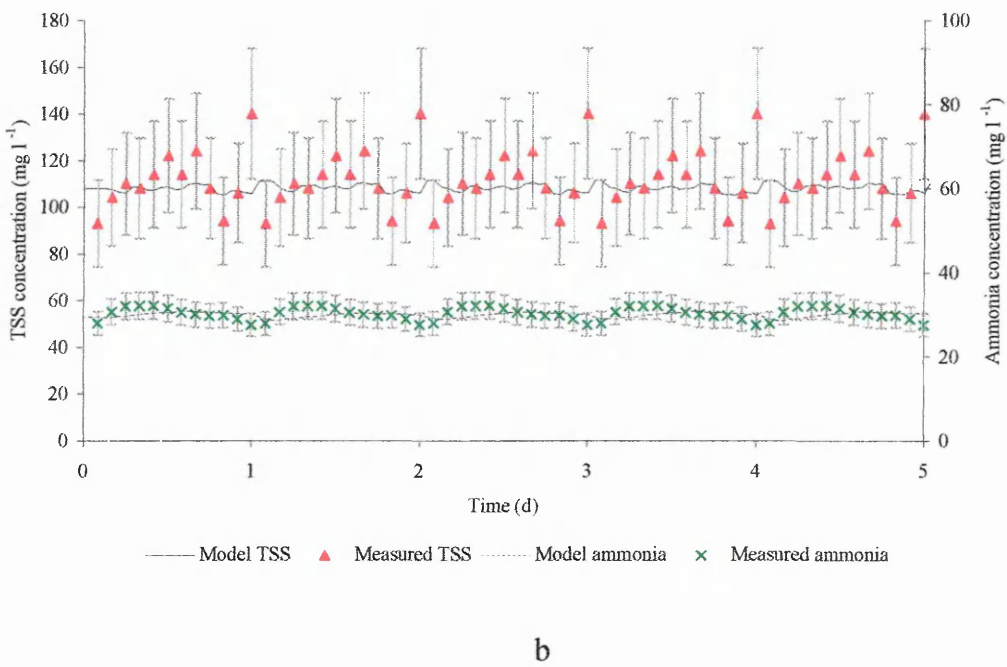 180 100
160
140 80
120
100 60
80
60 40
40 20
20
0 0
TSS concentration (mg l⁻¹)
Ammonia concentration (mg l⁻¹)
0 1 2 3 4 5
Time (d)
Model TSS Measured TSS Model ammonia Measured ammonia
b